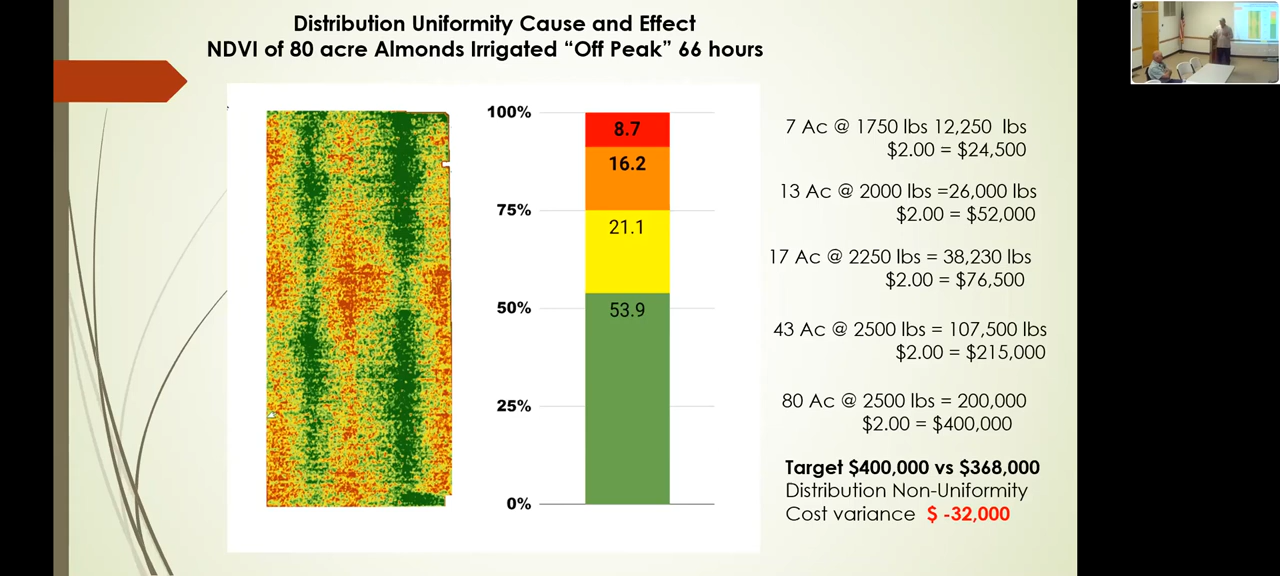 Distribution Uniformity Cause and Effect
NDVI of 80 acre Almonds Irrigated “Off Peak” 66 hours
100%
75%
50%
25%
0%
8.7
16.2
21.1
53.9
7 Ac @ 1750 lbs 12,250 lbs
$2.00 = $24,500
13 Ac @ 2000 lbs =26,000 lbs
$2.00 = $52,000
17 Ac @ 2250 lbs = 38,230 lbs
$2.00 = $76,500
43 Ac @ 2500 lbs = 107,500 lbs
$2.00 = $215,000
80 Ac @ 2500 lbs = 200,000
$2.00 = $400,000
Target $400,000 vs $368,000
Distribution Non-Uniformity
Cost variance $ -32,000